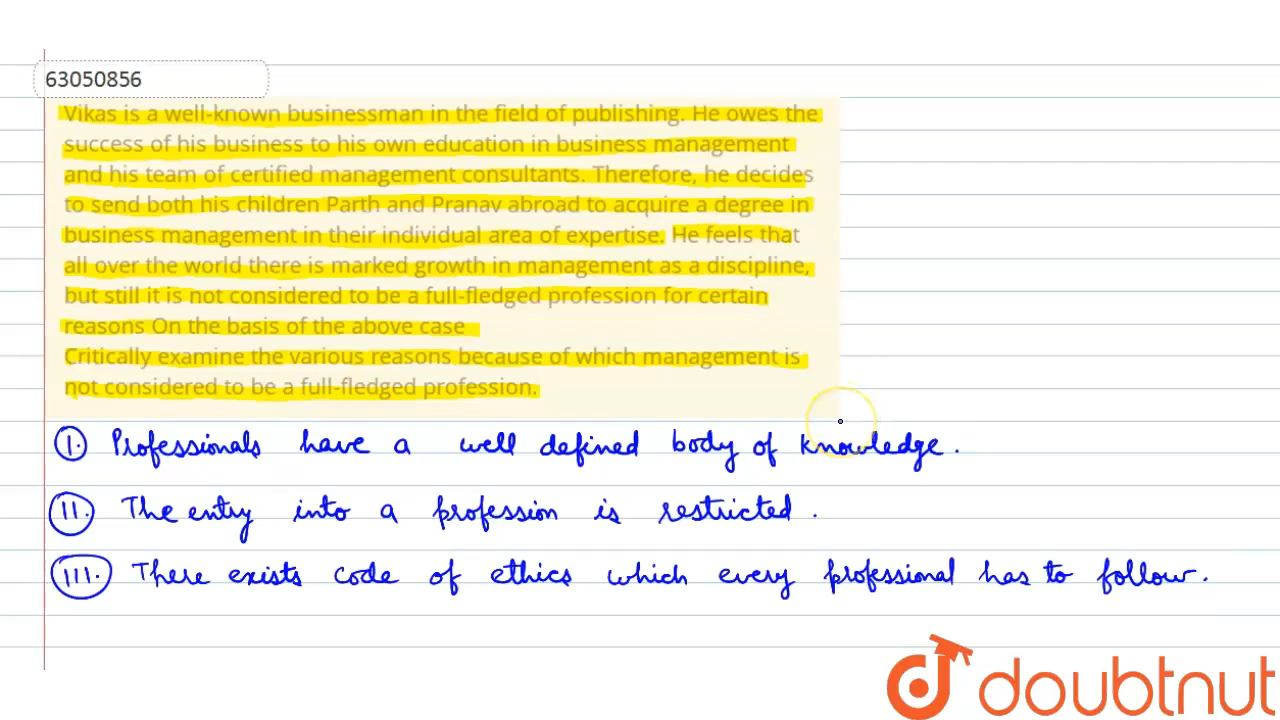 63050856
Vikas is a well-known businessman in the field of publishing. He owes the
success of his business to his own education in business management
and his team of certified management consultants. Therefore, he decides
to send both his children Parth and Pranav abroad to acquire a degree in
business management in their individual area of expertise. He feels that
all over the world there is marked growth in management as a discipline,
but still it is not considered to be a full-fledged profession for certain
reasons On the basis of the above case
Critically examine the various reasons because of which management is
not considered to be a full-fledged profession.
I. Professionals have a well defined body of knowledge.
II. The entry into a profession is restricted.
III. There exists code of ethics which every professional has to follow.
doubtnut